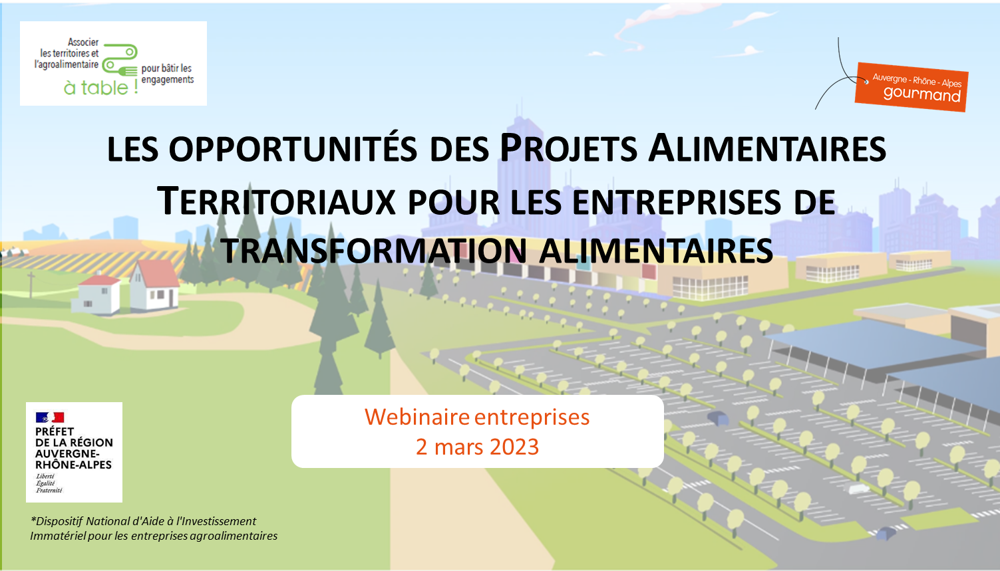 Associer
les territoires et
l'agroalimentaire
pour bâtir les
engagements
à table !
Auvergne - Rhône - Alpes
gourmand
LES OPPORTUNITÉS DES PROJETS ALIMENTAIRES
TERRITORIAUX POUR LES ENTREPRISES DE
TRANSFORMATION ALIMENTAIRES
Webinaire entreprises
2 mars 2023
PRÉFET
DE LA RÉGION
AUVERGNE-
RHÔNE-ALPES
Liberté
Égalité
Fraternité
*Dispositif National d'Aide à l'Investissement
Immatériel pour les entreprises agroalimentaires